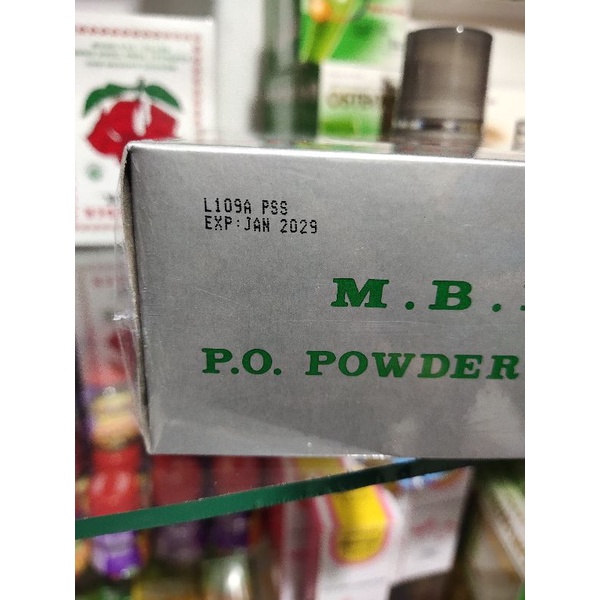 L109A PSS
EXP:JAN 2029
M.B.
P.O. POWDER